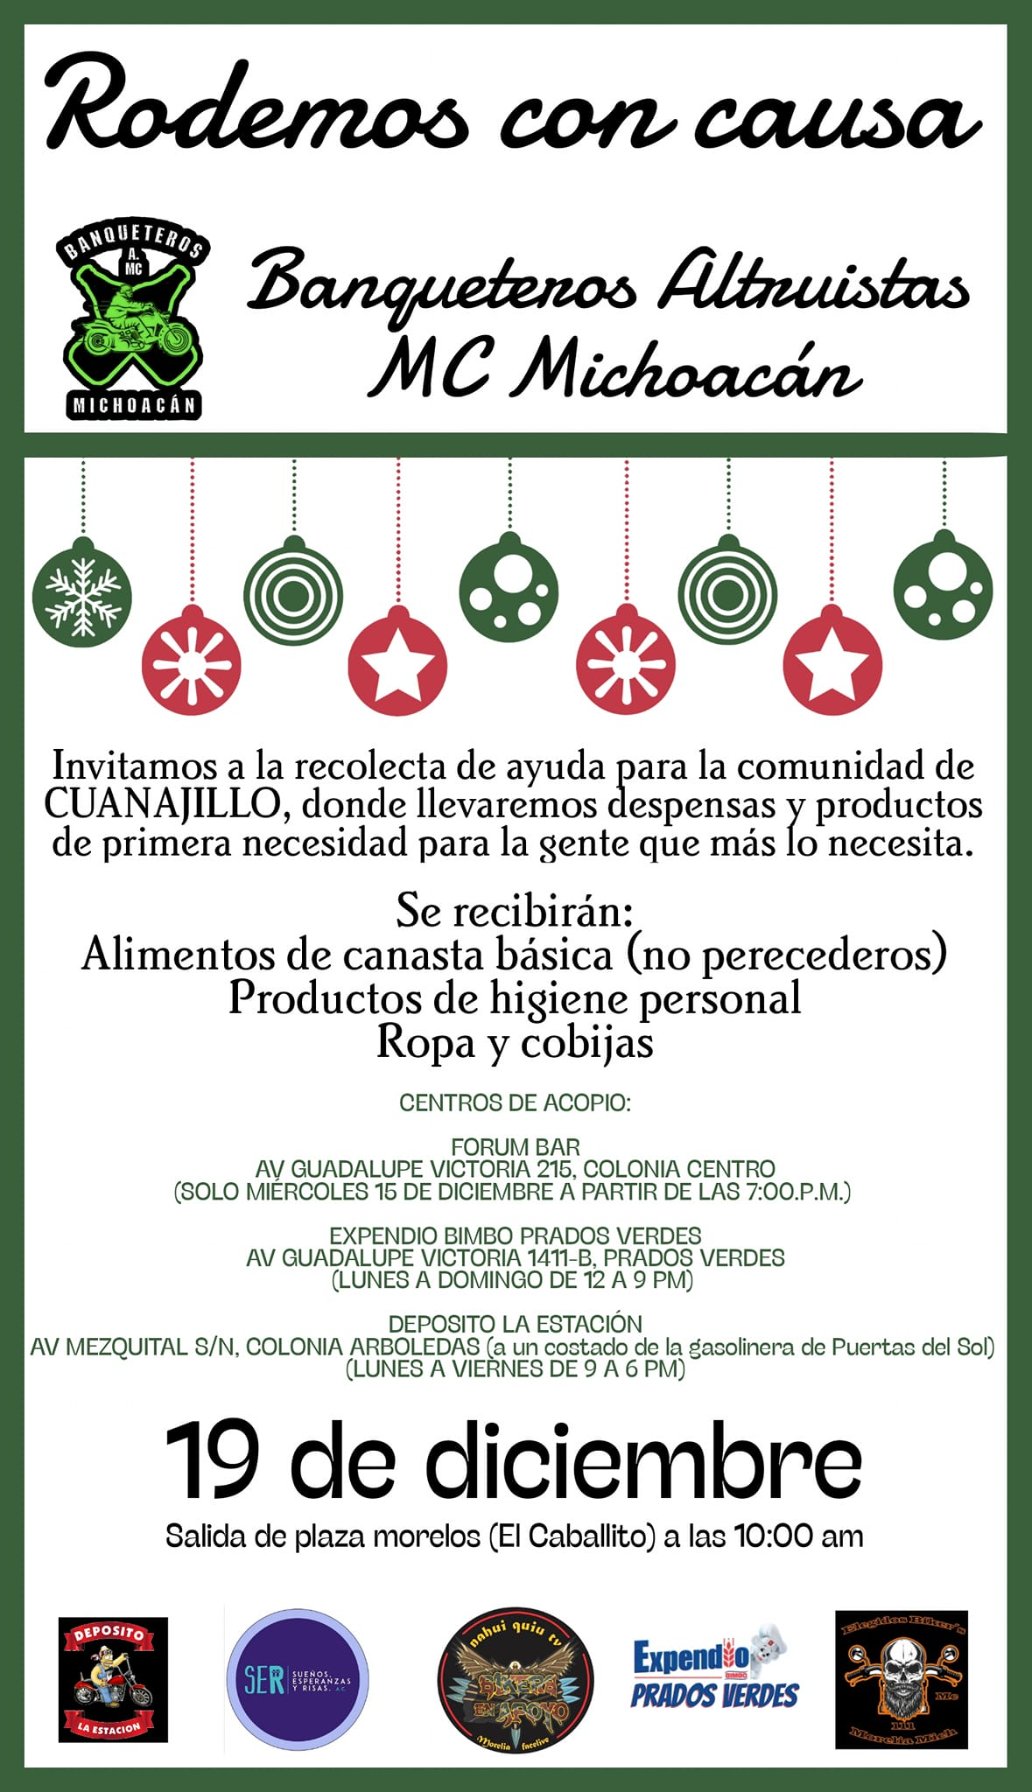 Rodemos con causa
BANQUETEROS
A.
MC
MICHOACÁN
Banqueteros Altruistas
MC Michoacán
Invitamos a la recolecta de ayuda para la comunidad de
CUANAJILLO, donde llevaremos despensas y productos
de primera necesidad para la gente que más lo necesita.
Se recibirán:
Alimentos de canasta básica (no perecederos)
Productos de higiene personal
Ropa y cobijas
CENTROS DE ACOPIO:
FORUM BAR
AV GUADALUPE VICTORIA 215, COLONIA CENTRO
(SOLO MIÉRCOLES 15 DE DICIEMBRE A PARTIR DE LAS 7:00.P.M.)
EXPENDIO BIMBO PRADOS VERDES
AV GUADALUPE VICTORIA 1411-B, PRADOS VERDES
(LUNES A DOMINGO DE 12 A 9 PM)
DEPOSITO LA ESTACIÓN
AV MEZQUITAL S/N, COLONIA ARBOLEDAS (a un costado de la gasolinera de Puertas del Sol)
(LUNES A VIERNES DE 9 A 6 PM)
19 de diciembre
Salida de plaza morelos (El Caballito) a las 10:00 am
DEPOSITO
LA ESTACION
SER
SUEÑOS,
ESPERANZAS
Y RISAS. A.C
nahui quiu tv
BIKERS
EN APOYO
Morelia
Expendio
BIMBO
PRADOS VERDES
Elegidos Biker's
Mc
111
Morelia Mich